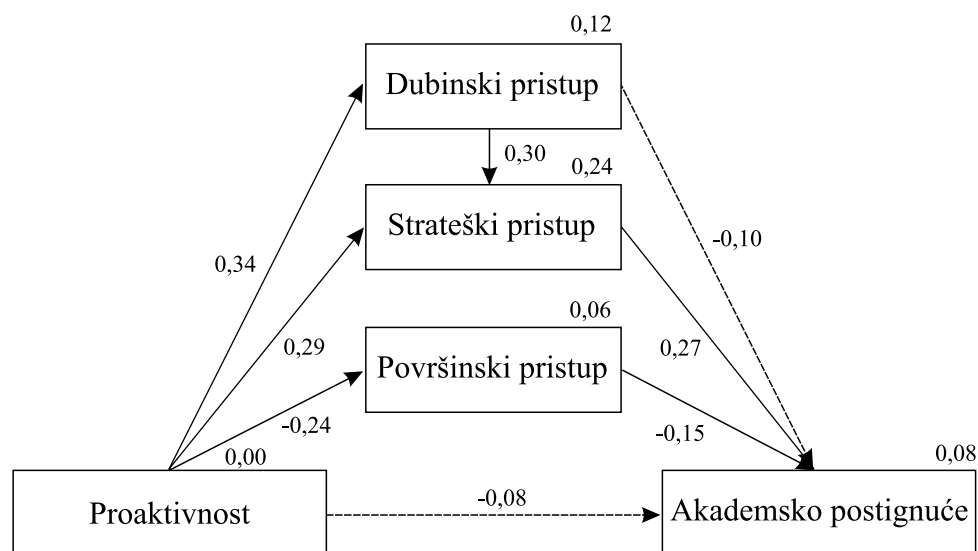 0,12
Dubinski pristup
0,30
0,24
Strateški pristup
-0,10
0,34
0,06
0,29
Površinski pristup
0,27
-0,24
-0,15
0,00
0,08
Proaktivnost
-0,08
Akademsko postignuće